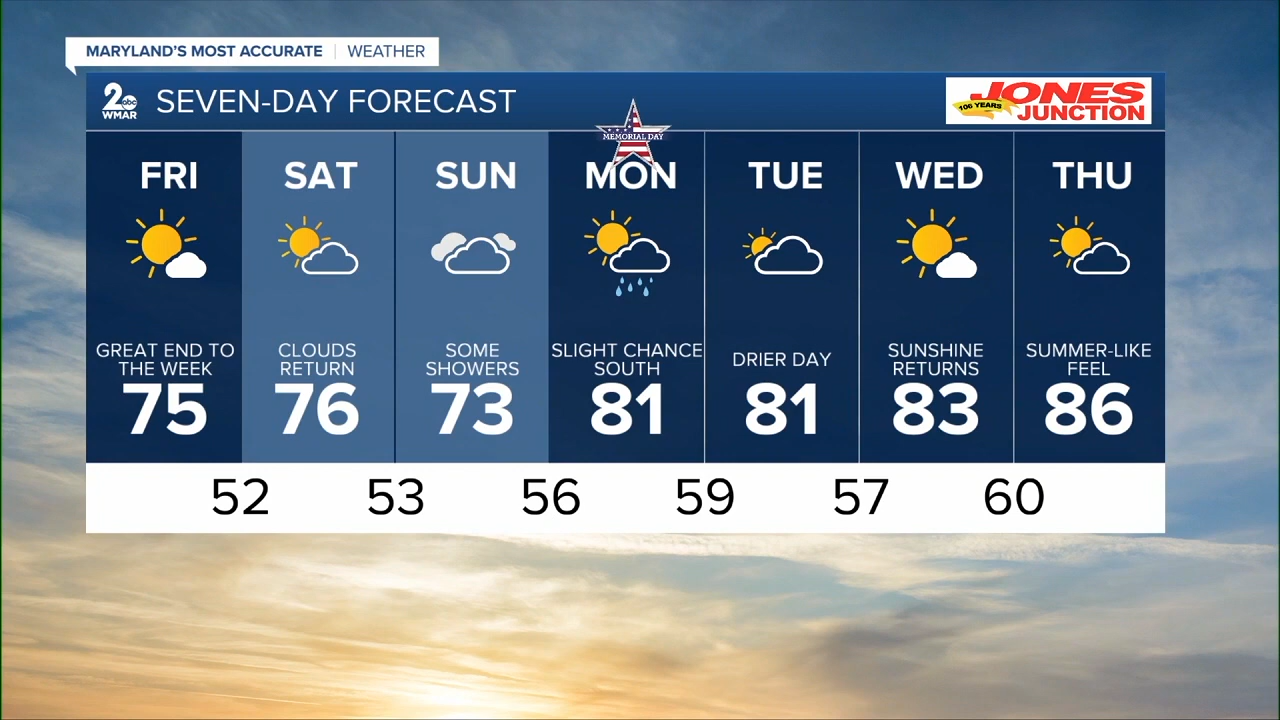 MARYLAND'S MOST ACCURATE | WEATHER
2 abc
WMAR
SEVEN-DAY FORECAST
106 YEARS
JONES
JUNCTION
MEMORIAL DAY
FRI SAT SUN MON TUE WED THU
GREAT END TO
THE WEEK
75
CLOUDS
RETURN
76
SOME
SHOWERS
73
SLIGHT CHANCE
SOUTH
81
DRIER DAY
81
SUNSHINE
RETURNS
83
SUMMER-LIKE
FEEL
86
52 53 56 59 57 60